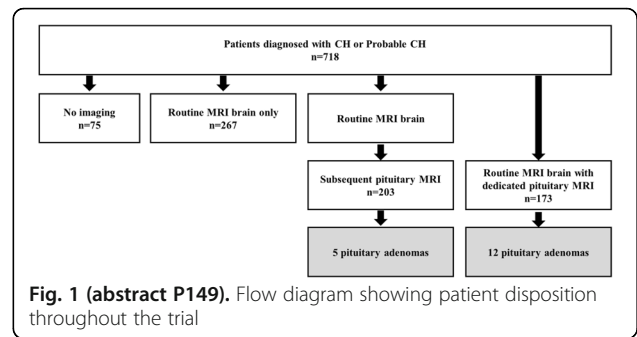 Patients diagnosed with CH or Probable CH
n=718
No imaging
n=75
Routine MRI brain only
n=267
Routine MRI brain
Subsequent pituitary MRI
n=203
Routine MRI brain with
dedicated pituitary MRI
n=173
5 pituitary adenomas
12 pituitary adenomas
Fig. 1 (abstract P149). Flow diagram showing patient disposition
throughout the trial